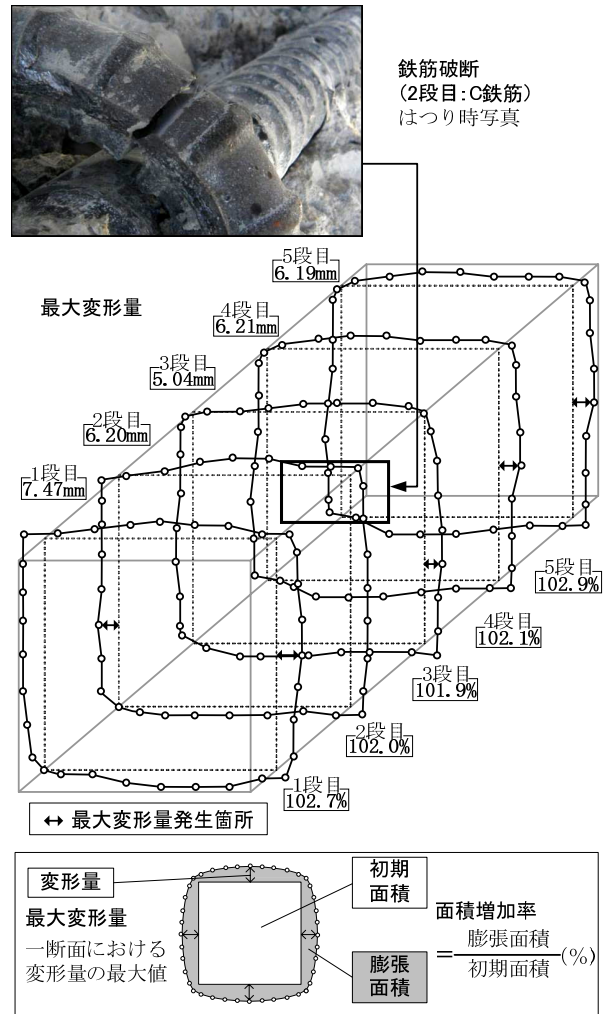 鉄筋破断
(2段目:C鉄筋)
はつり時写真
最大変形量
5段目
6.19mm
4段目
6.21mm
3段目
5.04mm
2段目
6.20mm
1段目
7.47mm
5段目
102.9%
4段目
102.1%
3段目
101.9%
2段目
102.0%
1段目
102.7%
↔ 最大変形量発生箇所
変形量
最大変形量
一断面における
変形量の最大値
初期
面積
膨張
面積
面積増加率
=膨張面積/初期面積(%)